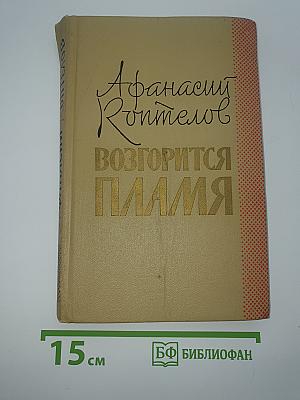 Афанасий
Коптелов
ВОЗГОРИТСЯ
ПЛАМЯ
15 см
БФ БИБЛИОФАН